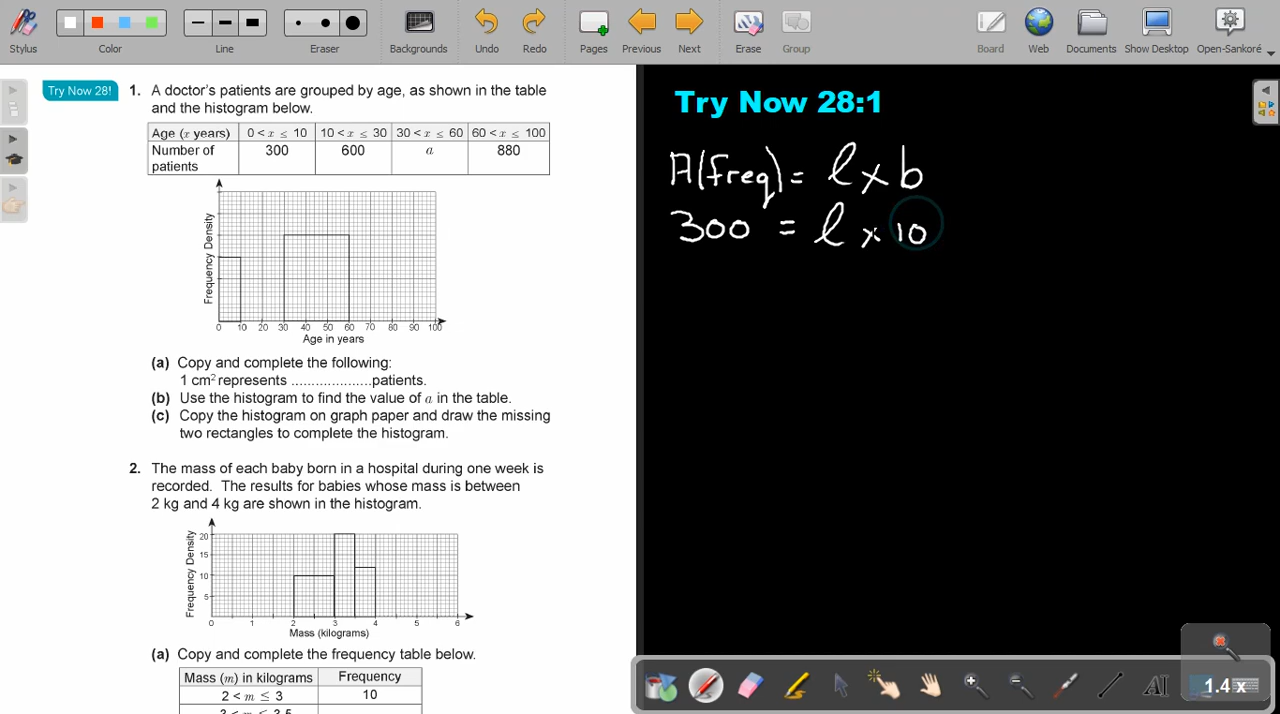 Stylus Color Line Eraser Backgrounds Undo Redo Pages Previous Next Erase Group Board Web Documents Show Desktop Open-Sankoré
Try Now 28!
1. A doctor's patients are grouped by age, as shown in the table
and the histogram below.
Age (x years) 0 < x ≤ 10 10 < x ≤ 30 30 < x ≤ 60 60 < x ≤ 100
Number of patients 300 600 a 880
Frequency Density
0 10 20 30 40 50 60 70 80 90 100
Age in years
(a) Copy and complete the following:
1 cm² represents ....................patients.
(b) Use the histogram to find the value of a in the table.
(c) Copy the histogram on graph paper and draw the missing
two rectangles to complete the histogram.
2. The mass of each baby born in a hospital during one week is
recorded. The results for babies whose mass is between
2 kg and 4 kg are shown in the histogram.
Frequency Density
20
15
10
5
0 1 2 3 4 5 6
Mass (kilograms)
(a) Copy and complete the frequency table below.
Mass (m) in kilograms Frequency
2 < m ≤ 3 10
3 < m ≤ 3.5
Try Now 28:1
A(freq) = l × b
300 = l × 10
1.4 x